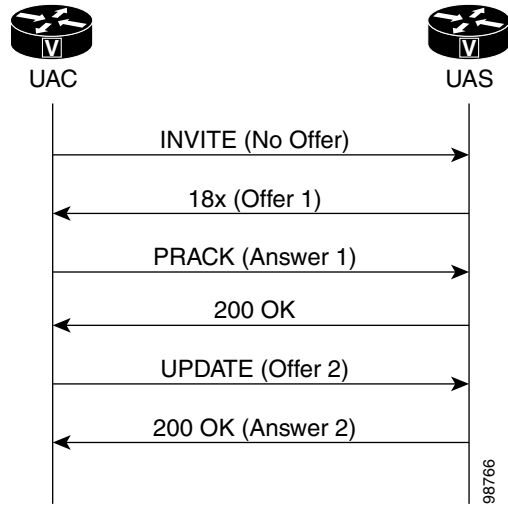 V
V
UAC
UAS
INVITE (No Offer)
18x (Offer 1)
PRACK (Answer 1)
200 OK
UPDATE (Offer 2)
200 OK (Answer 2)
98766